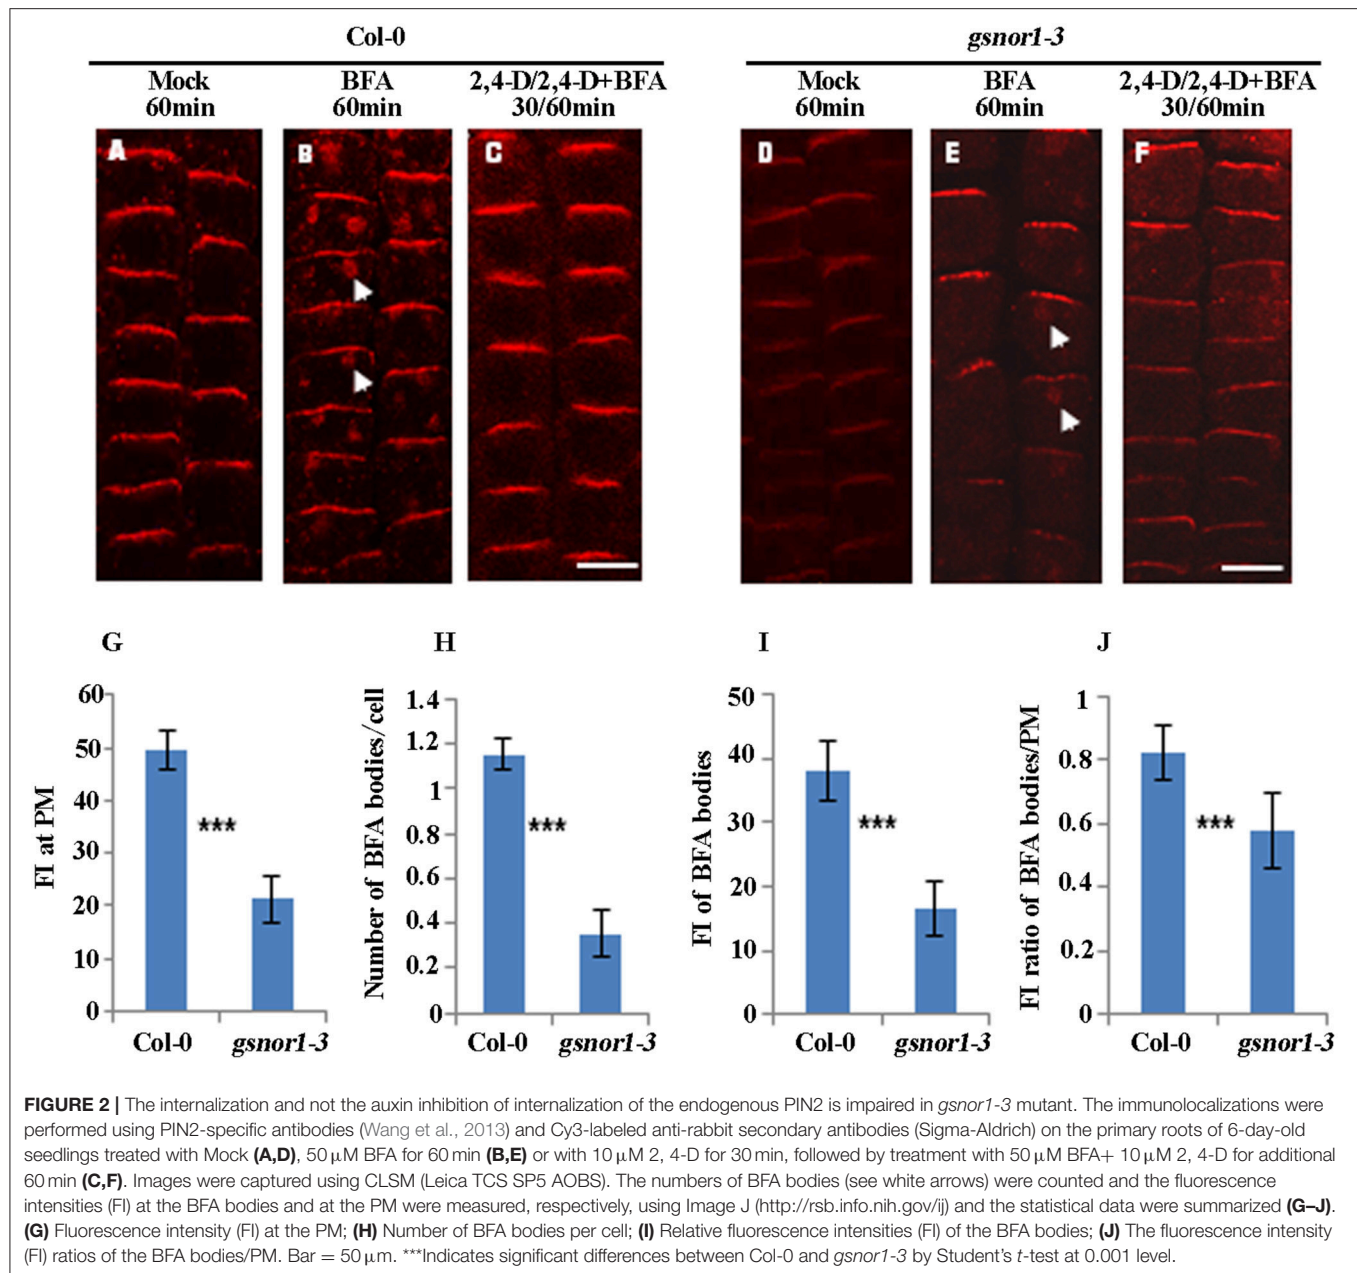 Col-0
gsnor1-3
Mock
60min
BFA
60min
2,4-D/2,4-D+BFA
30/60min
Mock
60min
BFA
60min
2,4-D/2,4-D+BFA
30/60min
A
B
C
D
E
F
G
FI at PM
60
50
40
30
20
10
0
***
Col-0
gsnor1-3
H
Number of BFA bodies/cell
1.4
1.2
1
0.8
0.6
0.4
0.2
0
***
Col-0
gsnor1-3
I
FI of BFA bodies
50
40
30
20
10
0
***
Col-0
gsnor1-3
J
FI ratio of BFA bodies/PM
1
0.8
0.6
0.4
0.2
0
***
Col-0
gsnor1-3
FIGURE 2 | The internalization and not the auxin inhibition of internalization of the endogenous PIN2 is impaired in gsnor1-3 mutant. The immunolocalizations were
performed using PIN2-specific antibodies (Wang et al., 2013) and Cy3-labeled anti-rabbit secondary antibodies (Sigma-Aldrich) on the primary roots of 6-day-old
seedlings treated with Mock (A,D), 50 μM BFA for 60 min (B,E) or with 10 μM 2, 4-D for 30 min, followed by treatment with 50 μM BFA+ 10 μM 2, 4-D for additional
60 min (C,F). Images were captured using CLSM (Leica TCS SP5 AOBS). The numbers of BFA bodies (see white arrows) were counted and the fluorescence
intensities (FI) at the BFA bodies and at the PM were measured, respectively, using Image J (http://rsb.info.nih.gov/ij) and the statistical data were summarized (G–J).
(G) Fluorescence intensity (FI) at the PM; (H) Number of BFA bodies per cell; (I) Relative fluorescence intensities (FI) of the BFA bodies; (J) The fluorescence intensity
(FI) ratios of the BFA bodies/PM. Bar = 50 μm. ***Indicates significant differences between Col-0 and gsnor1-3 by Student's t-test at 0.001 level.